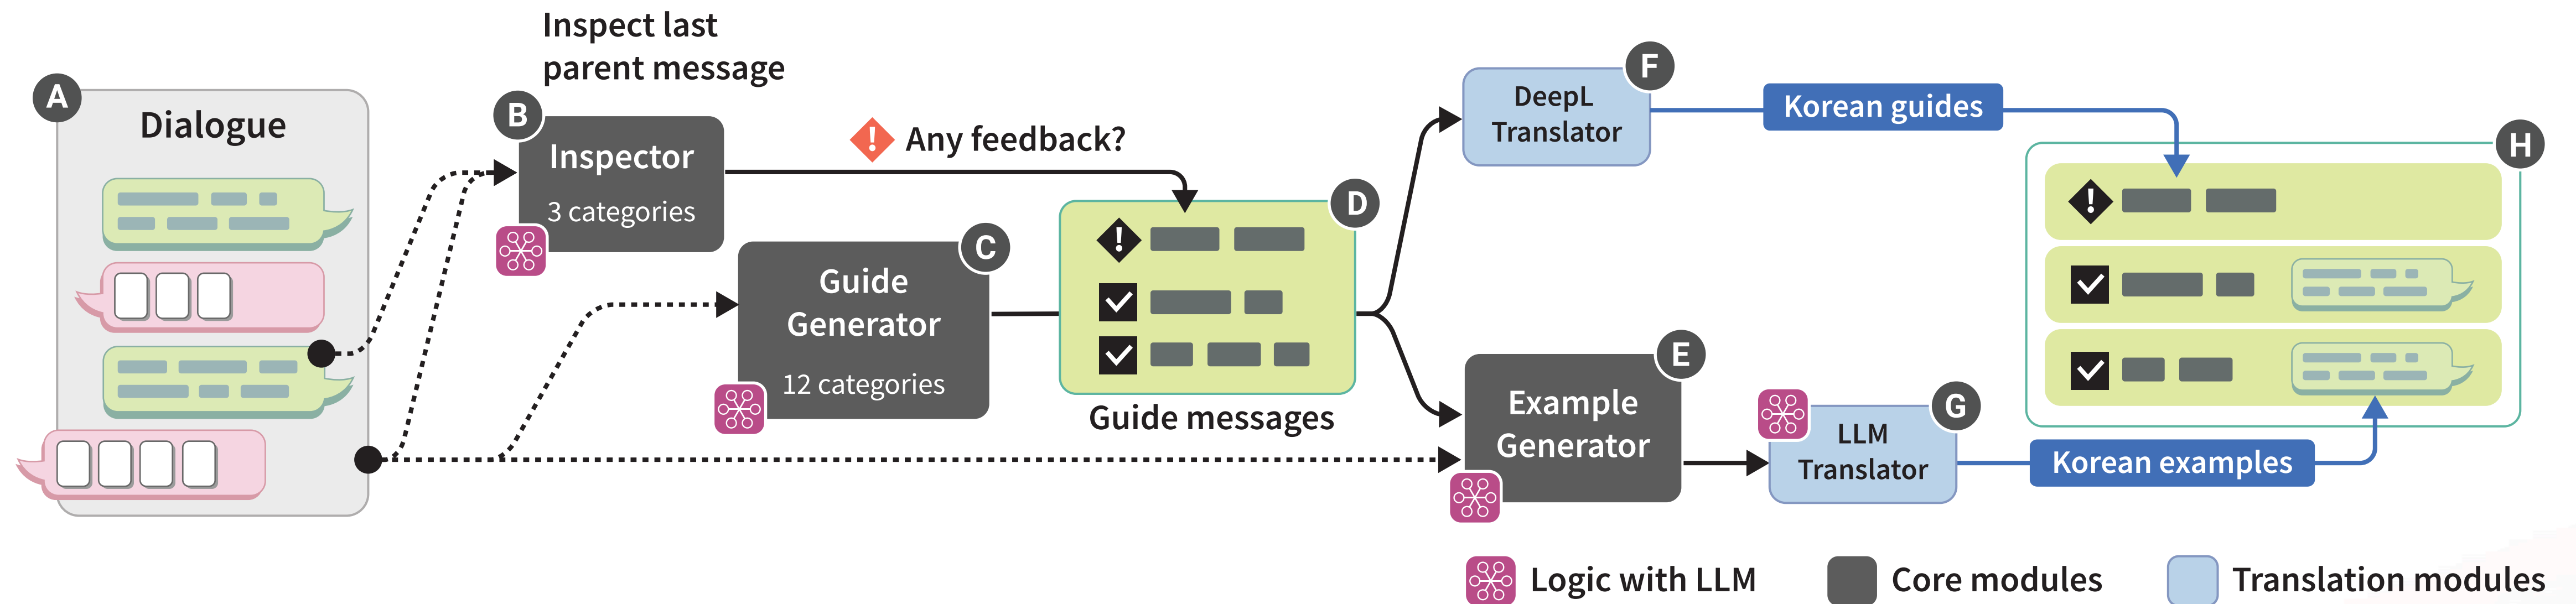 Inspect last
parent message
A
Dialogue
B
Inspector
3 categories
! Any feedback?
C
Guide
Generator
12 categories
D
!
Guide messages
F
DeepL
Translator
Korean guides
E
Example
Generator
G
LLM
Translator
Korean examples
H
!
Logic with LLM
Core modules
Translation modules